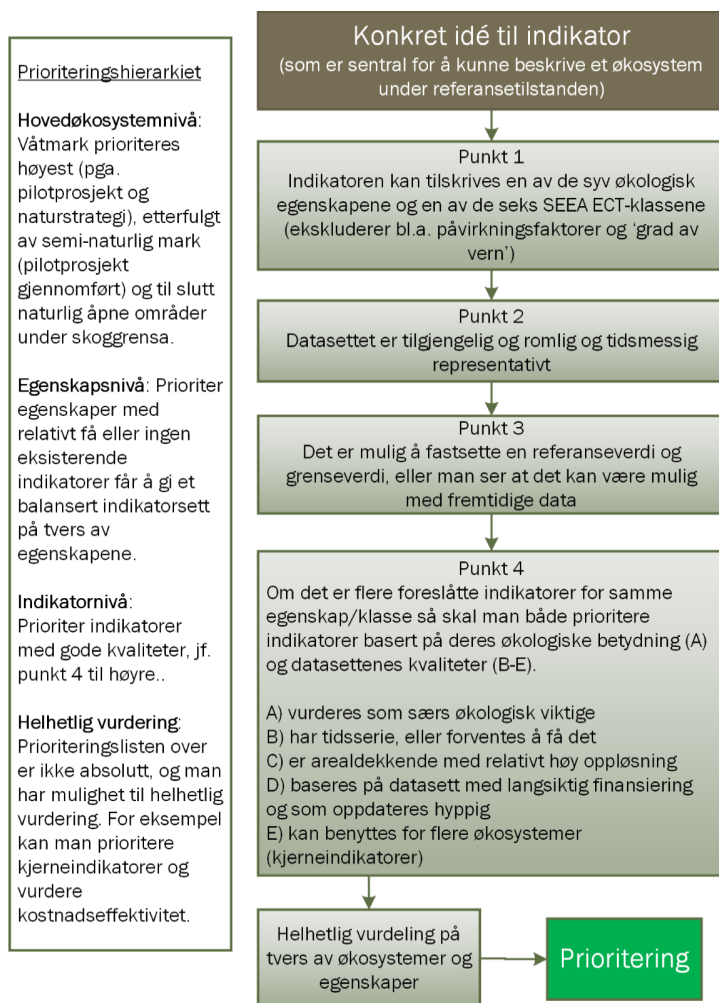 Prioriteringshierarkiet
Hovedøkosystemnivå:
Våtmark prioriteres
høyest (pga.
pilotprosjekt og
naturstrategi), etterfulgt
av semi-naturlig mark
(pilotprosjekt
gjennomført) og til slutt
naturlig åpne områder
under skoggrensa.
Egenskapsnivå: Prioriter
egenskaper med
relativt få eller ingen
eksisterende
indikatorer får å gi et
balansert indikatorsett
på tvers av
egenskapene.
Indikatornivå:
Prioriter indikatorer
med gode kvaliteter, jf.
punkt 4 til høyre..
Helhetlig vurdering:
Prioriteringslisten over
er ikke absolutt, og man
har mulighet til helhetlig
vurdering. For eksempel
kan man prioritere
kjerneindikatorer og
vurdere
kostnadseffektivitet.
Konkret idé til indikator
(som er sentral for å kunne beskrive et økosystem
under referansetilstanden)
Punkt 1
Indikatoren kan tilskrives en av de syv økologisk
egenskapene og en av de seks SEEA ECT-klassene
(ekskluderer bl.a. påvirkningsfaktorer og ‘grad av
vern’)
Punkt 2
Datasettet er tilgjengelig og romlig og tidsmessig
representativt
Punkt 3
Det er mulig å fastsette en referanseverdi og
grenseverdi, eller man ser at det kan være mulig
med fremtidige data
Punkt 4
Om det er flere foreslåtte indikatorer for samme
egenskap/klasse så skal man både prioritere
indikatorer basert på deres økologiske betydning (A)
og datasettenes kvaliteter (B-E).
A) vurderes som særs økologisk viktige
B) har tidsserie, eller forventes å få det
C) er arealdekkende med relativt høy oppløsning
D) baseres på datasett med langsiktig finansiering
og som oppdateres hyppig
E) kan benyttes for flere økosystemer
(kjerneindikatorer)
Helhetlig vurdeling på
tvers av økosystemer og
egenskaper
Prioritering